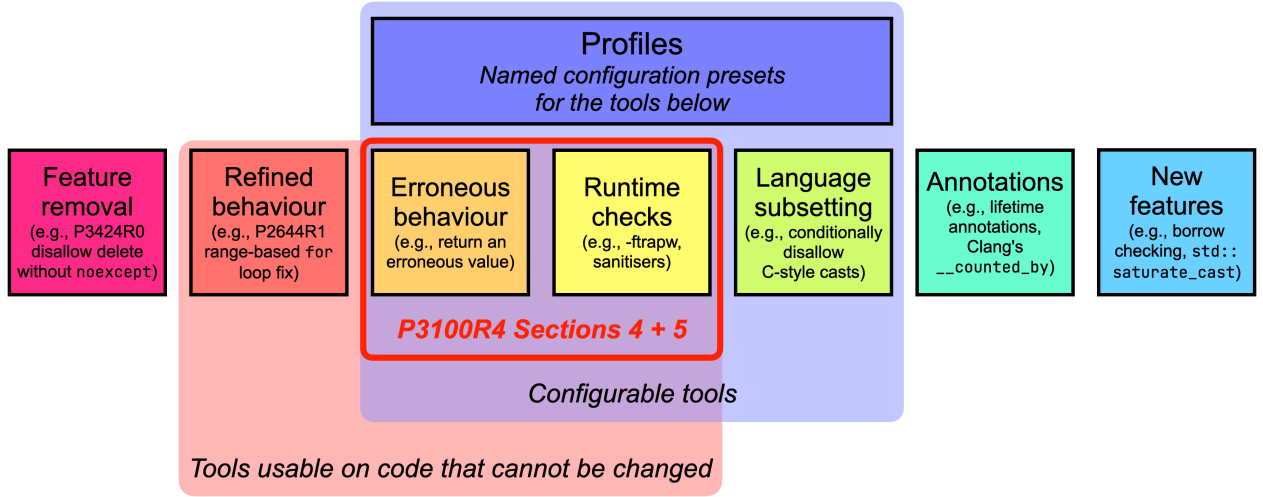 Profiles
Named configuration presets
for the tools below
Feature
removal
(e.g., P3424R0
disallow delete
without noexcept)
Refined
behaviour
(e.g., P2644R1
range-based for
loop fix)
Erroneous
behaviour
(e.g., return an
erroneous value)
Runtime
checks
(e.g., -ftrapw,
sanitisers)
Language
subsetting
(e.g., conditionally
disallow
C-style casts)
Annotations
(e.g., lifetime
annotations,
Clang's
__counted_by)
New
features
(e.g., borrow
checking, std::
saturate_cast)
P3100R4 Sections 4 + 5
Configurable tools
Tools usable on code that cannot be changed